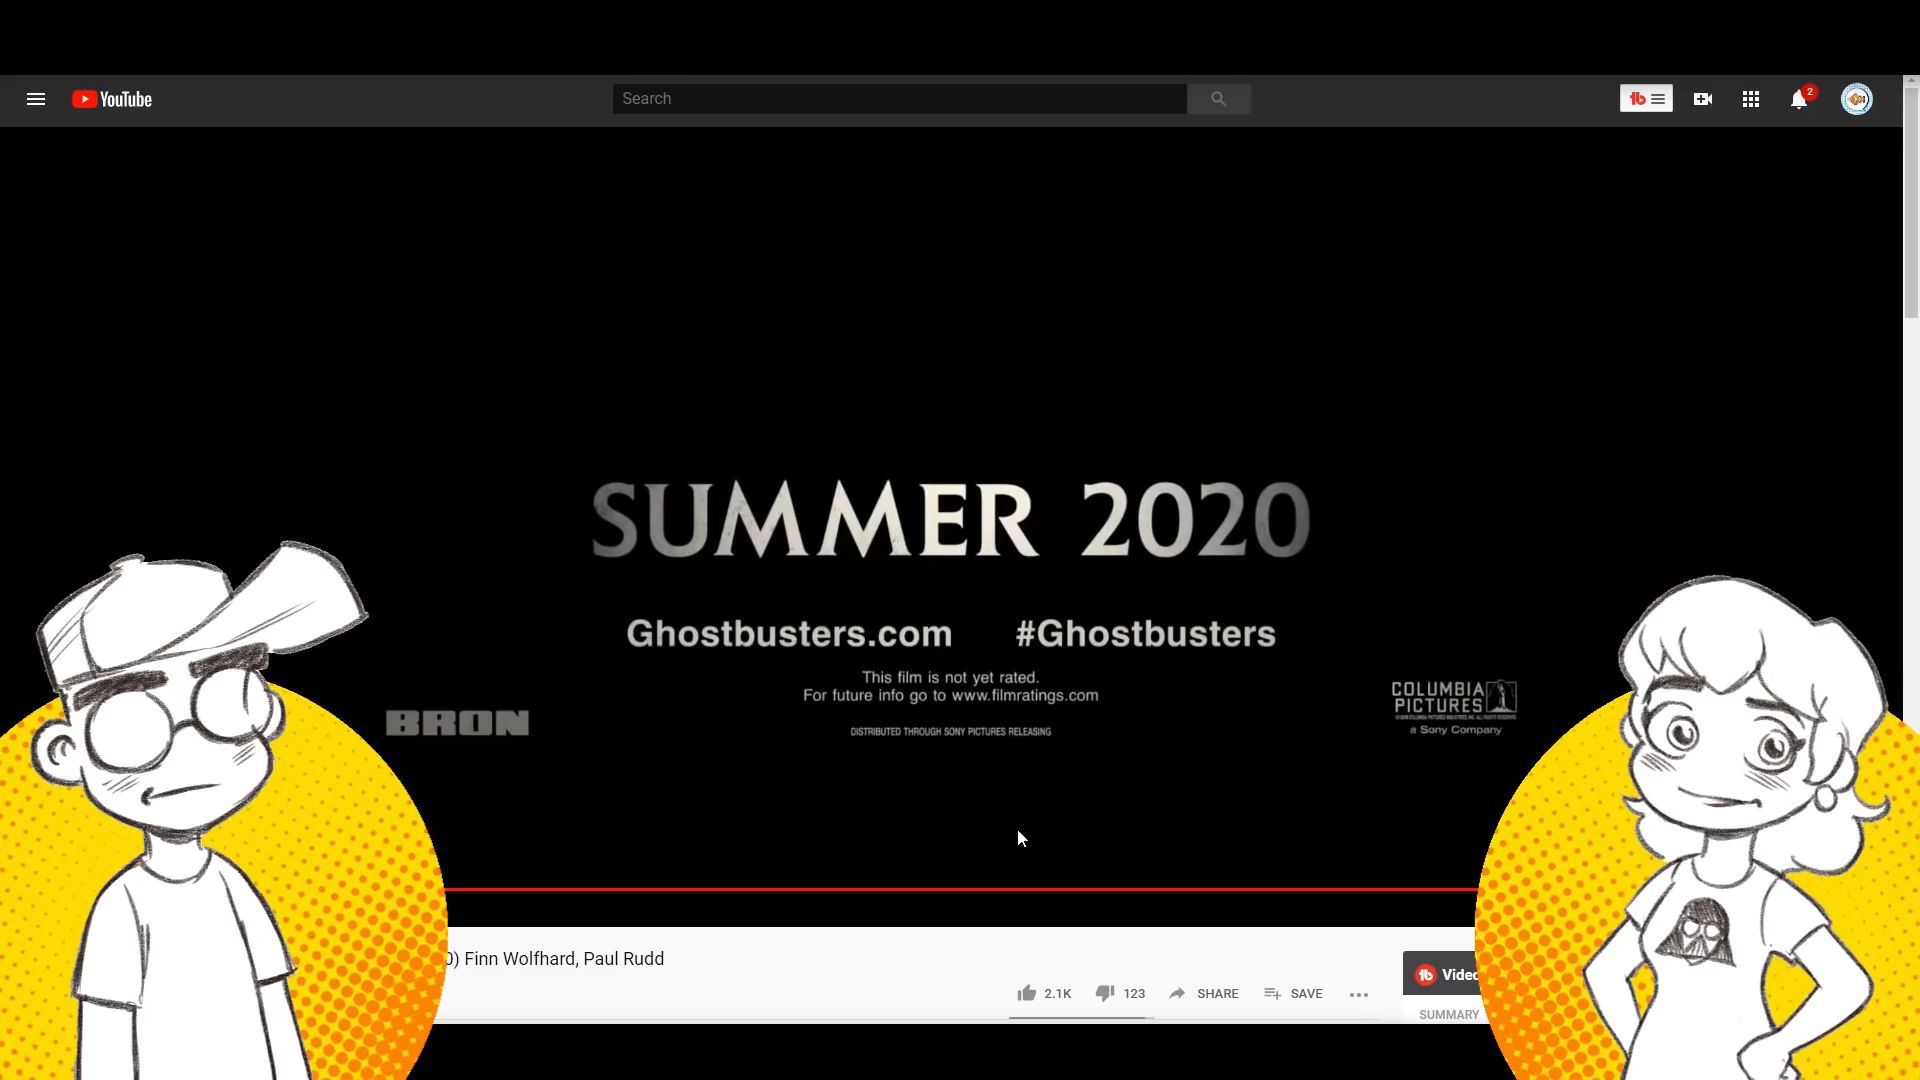 YouTube
Search
2
SUMMER 2020
Ghostbusters.com #Ghostbusters
This film is not yet rated.
For future info go to www.filmratings.com
BRON
COLUMBIA
PICTURES
a Sony Company
DISTRIBUTED THROUGH SONY PICTURES RELEASING
0) Finn Wolfhard, Paul Rudd
2.1K 123 SHARE SAVE
Video
SUMMARY